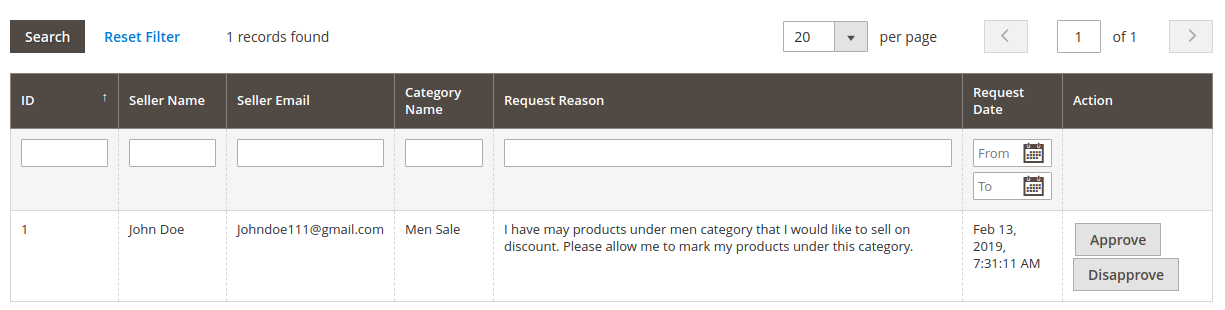 Search Reset Filter 1 records found 20 per page 1 of 1
ID ↑ Seller Name Seller Email Category Name Request Reason Request Date Action
From
To
1 John Doe Johndoe111@gmail.com Men Sale I have may products under men category that I would like to sell on Feb 13,
discount. Please allow me to mark my products under this category. 2019,
7:31:11 AM
Approve
Disapprove